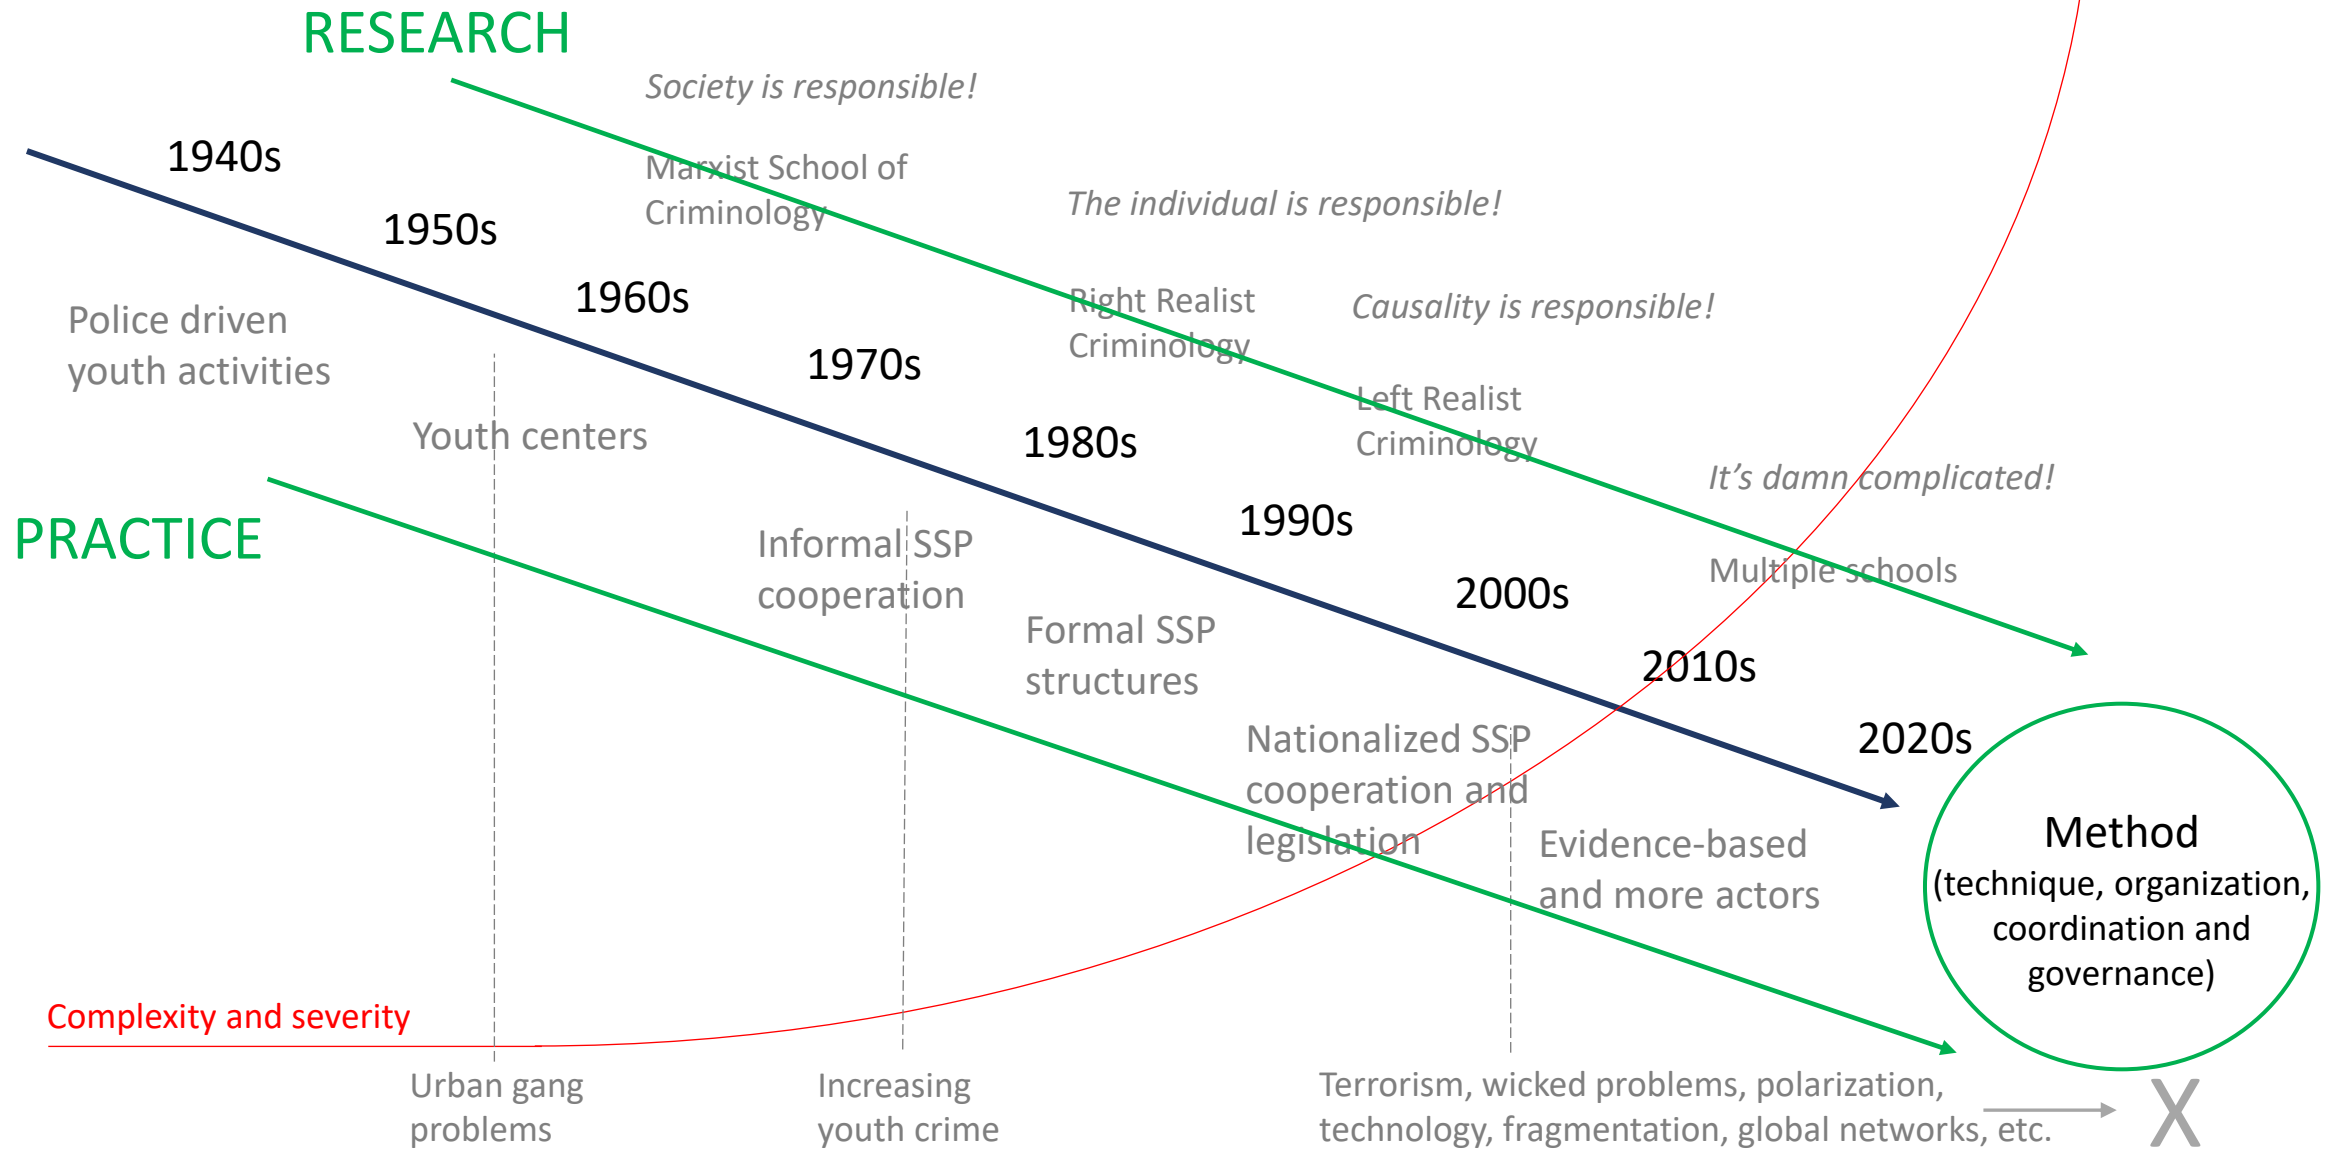 RESEARCH
Society is responsible!
1940s
Marxist School of
Criminology
The individual is responsible!
1950s
1960s
Right Realist
Criminology
Causality is responsible!
Police driven
youth activities
1970s
Left Realist
Criminology
Youth centers
1980s
It’s damn complicated!
PRACTICE
1990s
Informal SSP
cooperation
Multiple schools
2000s
Formal SSP
structures
2010s
Nationalized SSP
cooperation and
legislation
2020s
Evidence-based
and more actors
Method
(technique, organization,
coordination and
governance)
Complexity and severity
Urban gang
problems
Increasing
youth crime
Terrorism, wicked problems, polarization,
technology, fragmentation, global networks, etc.
X